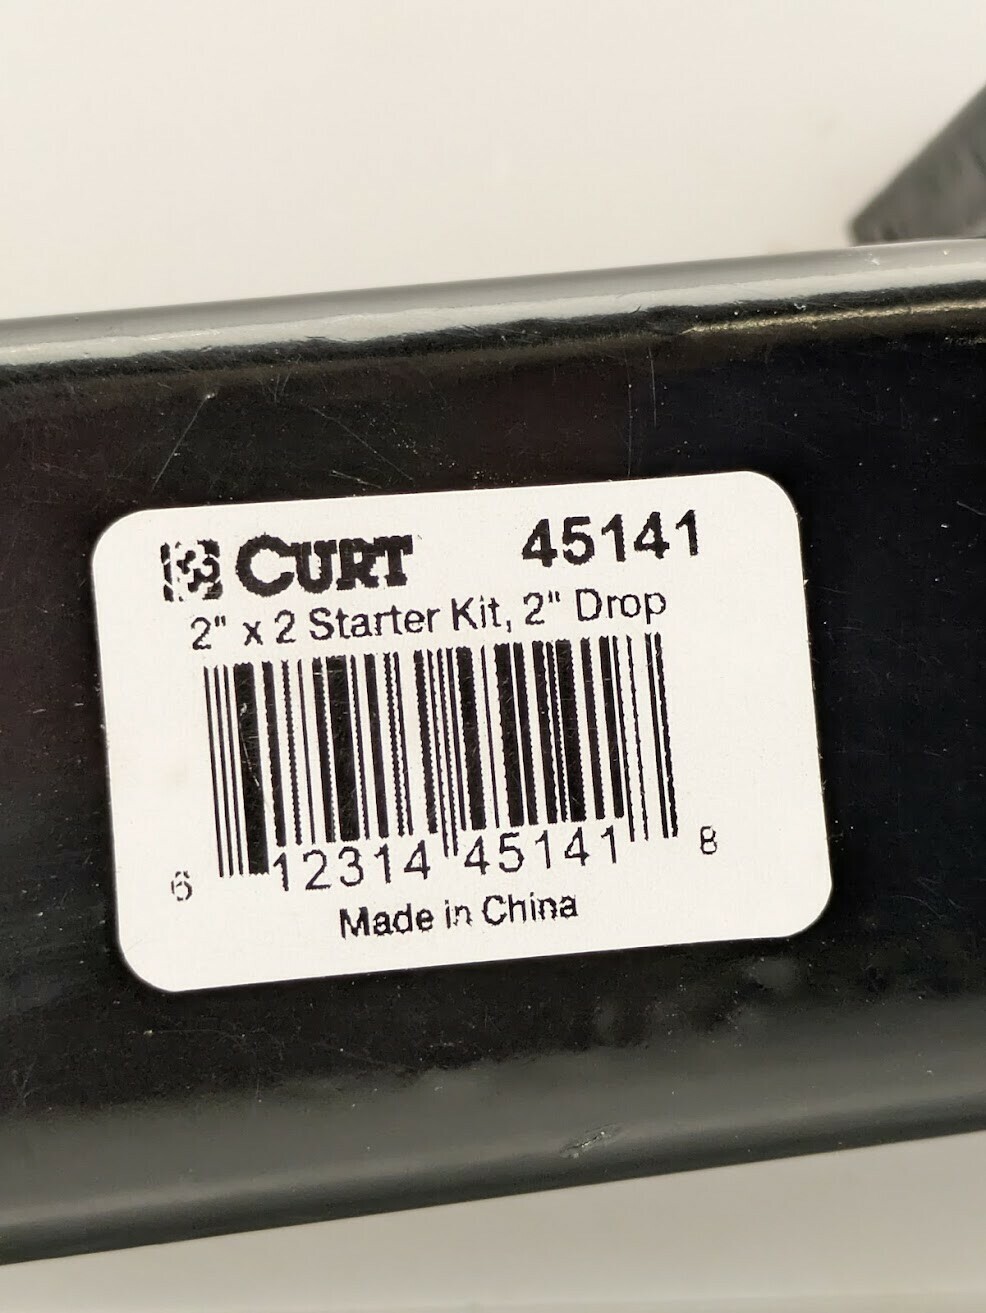 CURT 45141
2" x 2 Starter Kit, 2" Drop
6 12314 45141 8
Made in China